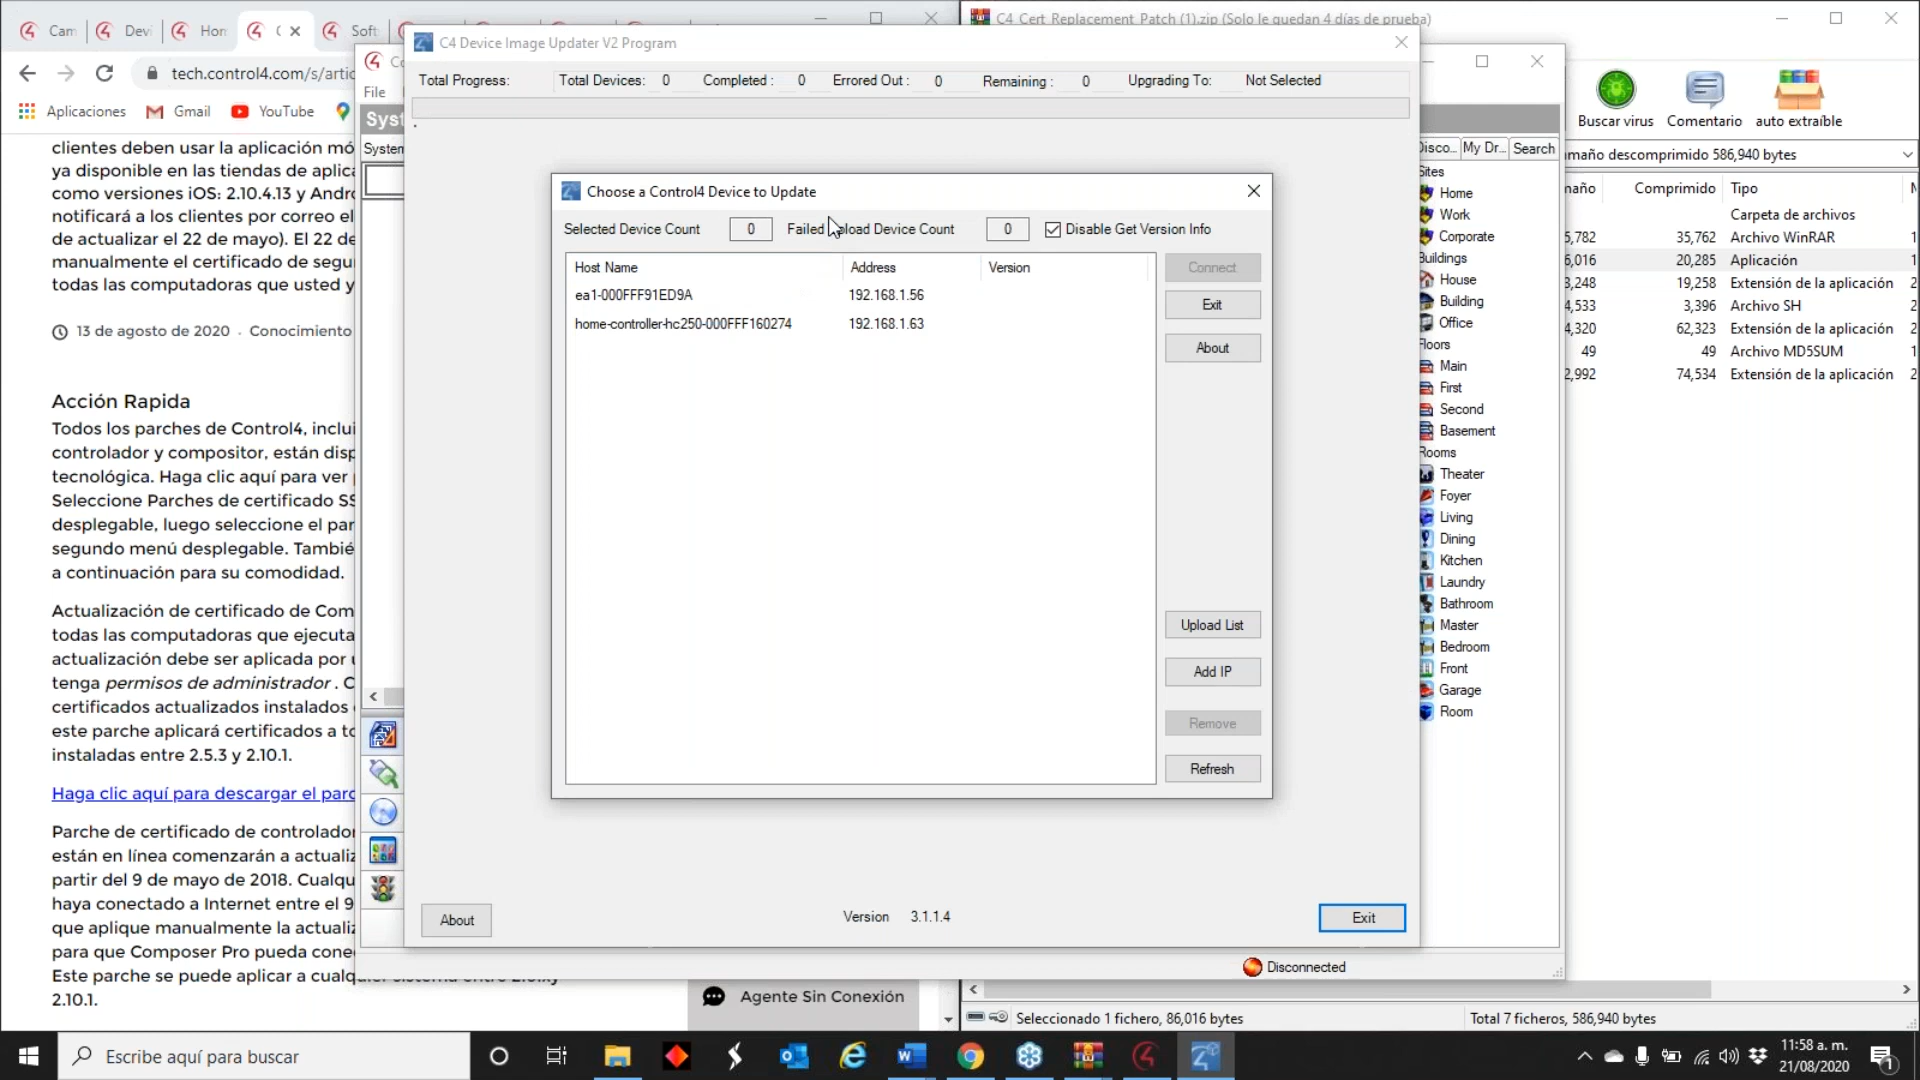 Cam
Devi
Hon
Soft
tech.control4.com/s/artic
Aplicaciones
Gmail
YouTube
clientes deben usar la aplicación mó
ya disponible en las tiendas de aplica
como versiones iOS: 2.10.4.13 y Andro
notificará a los clientes por correo el
de actualizar el 22 de mayo). El 22 de
manualmente el certificado de segu
todas las computadoras que usted y
13 de agosto de 2020 · Conocimiento
Acción Rapida
Todos los parches de Control4, inclui
controlador y compositor, están disp
tecnológica. Haga clic aquí para ver
Seleccione Parches de certificado SS
desplegable, luego seleccione el par
segundo menú desplegable. Tambié
a continuación para su comodidad.
Actualización de certificado de Com
todas las computadoras que ejecuta
actualización debe ser aplicada por u
tenga permisos de administrador . C
certificados actualizados instalados
este parche aplicará certificados a to
instaladas entre 2.5.3 y 2.10.1.
Haga clic aquí para descargar el parc
Parche de certificado de controlador
están en línea comenzarán a actualiz
partir del 9 de mayo de 2018. Cualqu
haya conectado a Internet entre el 9
que aplique manualmente la actualiz
para que Composer Pro pueda cone
Este parche se puede aplicar a cualquier sistema entre
2.10.1.
Agente Sin Conexión
File
Syst
System
C4 Device Image Updater V2 Program
Total Progress: Total Devices: 0 Completed : 0 Errored Out : 0 Remaining : 0 Upgrading To: Not Selected
Choose a Control4 Device to Update
Selected Device Count 0 Failed Upload Device Count 0 Disable Get Version Info
Host Name Address Version
ea1-000FFF91ED9A 192.168.1.56
home-controller-hc250-000FFF160274 192.168.1.63
Connect
Exit
About
Upload List
Add IP
Remove
Refresh
About
Version 3.1.1.4
Exit
Disconnected
Disco... My Dr... Search
Sites
Home
Work
Corporate
Buildings
House
Building
Office
Floors
Main
First
Second
Basement
Rooms
Theater
Foyer
Living
Dining
Kitchen
Laundry
Bathroom
Master
Bedroom
Front
Garage
Room
C4_Cert_Replacement_Patch (1).zip (Solo le quedan 4 días de prueba)
Buscar virus
Comentario
auto extraíble
maño descomprimido 586,940 bytes
naño Comprimido Tipo
Carpeta de archivos
5,782 35,762 Archivo WinRAR
6,016 20,285 Aplicación
3,248 19,258 Extensión de la aplicación
4,533 3,396 Archivo SH
4,320 62,323 Extensión de la aplicación
49 49 Archivo MD5SUM
2,992 74,534 Extensión de la aplicación
Seleccionado 1 fichero, 86,016 bytes
Total 7 ficheros, 586,940 bytes
Escribe aquí para buscar
11:58 a. m.
21/08/2020
1